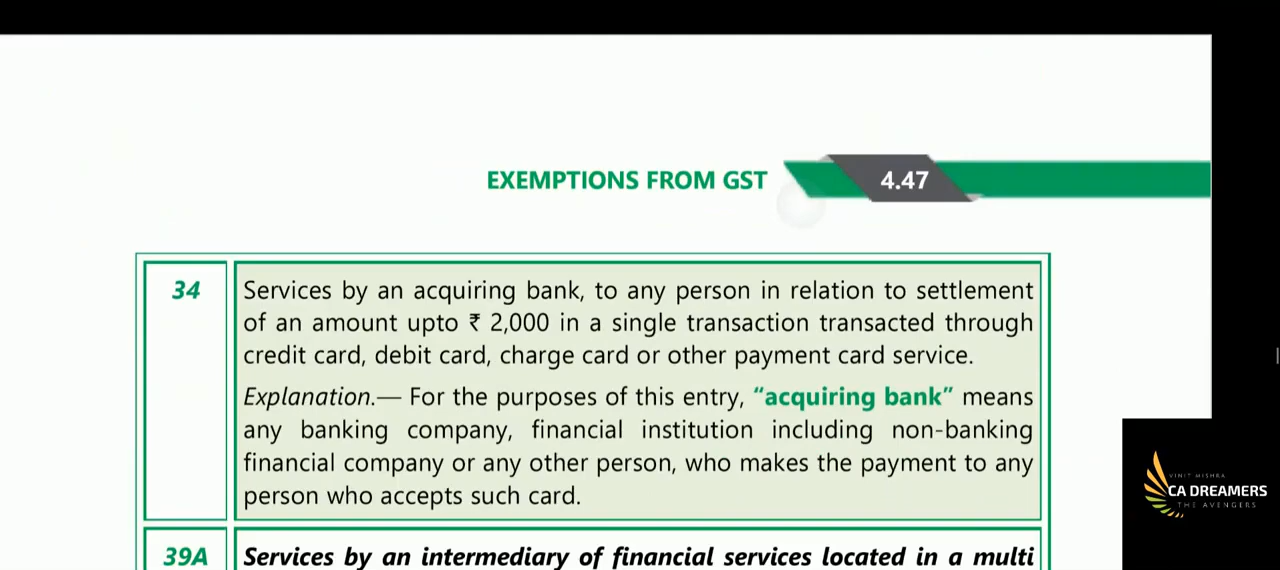 EXEMPTIONS FROM GST 4.47
34 Services by an acquiring bank, to any person in relation to settlement
of an amount upto ₹ 2,000 in a single transaction transacted through
credit card, debit card, charge card or other payment card service.
Explanation.— For the purposes of this entry, “acquiring bank” means
any banking company, financial institution including non-banking
financial company or any other person, who makes the payment to any
person who accepts such card.
39A Services by an intermediary of financial services located in a multi
VINIT MISHRA
CA DREAMERS
THE AVENGERS